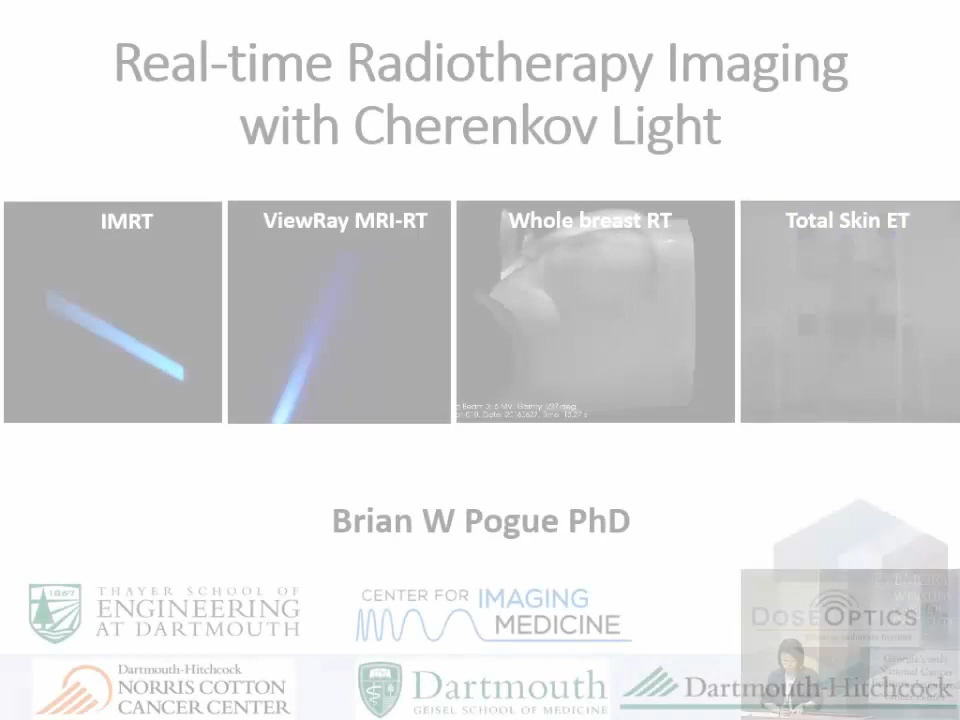 Real-time Radiotherapy Imaging
with Cherenkov Light
IMRT
ViewRay MRI-RT
Whole breast RT
Total Skin ET
Brian W Pogue PhD
1867
THAYER SCHOOL OF
ENGINEERING
AT DARTMOUTH
CENTER FOR IMAGING
MEDICINE
DOSEOPTICS
Dartmouth-Hitchcock
NORRIS COTTON
CANCER CENTER
Dartmouth
GEISEL SCHOOL OF MEDICINE
Dartmouth-Hitchcock